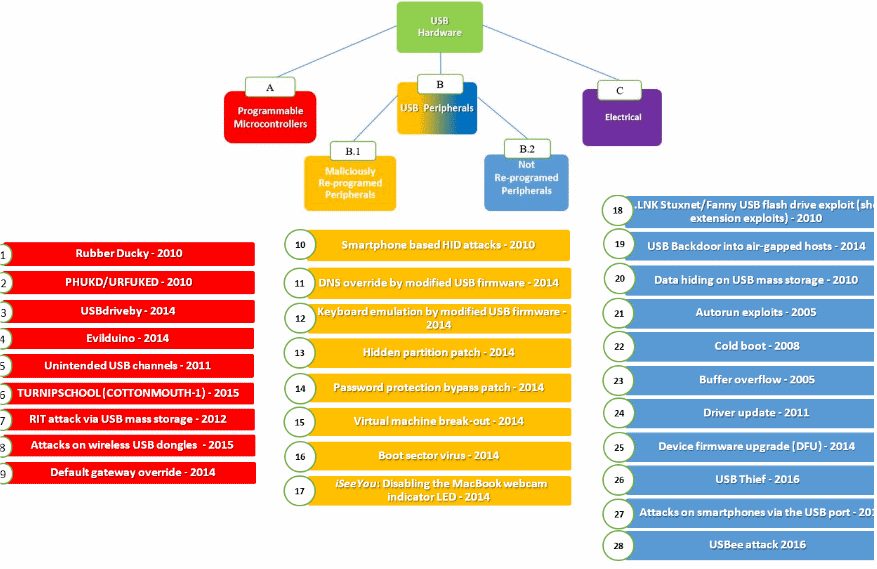 USB
Hardware
A
Programmable
Microcontrollers
B
USB Peripherals
C
Electrical
B.1
Maliciously
Re-programed
Peripherals
B.2
Not
Re-programed
Peripherals
1 Rubber Ducky - 2010
2 PHUKD/URFUKED - 2010
3 USBdriveby - 2014
4 Evilduino - 2014
5 Unintended USB channels - 2011
6 TURNIPSCHOOL (COTTONMOUTH-1) - 2015
7 RIT attack via USB mass storage - 2012
8 Attacks on wireless USB dongles - 2015
9 Default gateway override - 2014
10 Smartphone based HID attacks - 2010
11 DNS override by modified USB firmware - 2014
12 Keyboard emulation by modified USB firmware -
2014
13 Hidden partition patch - 2014
14 Password protection bypass patch - 2014
15 Virtual machine break-out - 2014
16 Boot sector virus - 2014
17 iSeeYou: Disabling the MacBook webcam
indicator LED - 2014
18 .LNK Stuxnet/Fanny USB flash drive exploit
extension exploits) - 2010
19 USB Backdoor into air-gapped hosts - 2014
20 Data hiding on USB mass storage - 2010
21 Autorun exploits - 2005
22 Cold boot - 2008
23 Buffer overflow - 2005
24 Driver update - 2011
25 Device firmware upgrade (DFU) - 2014
26 USB Thief - 2016
27 Attacks on smartphones via the USB port -
28 USBee attack 2016